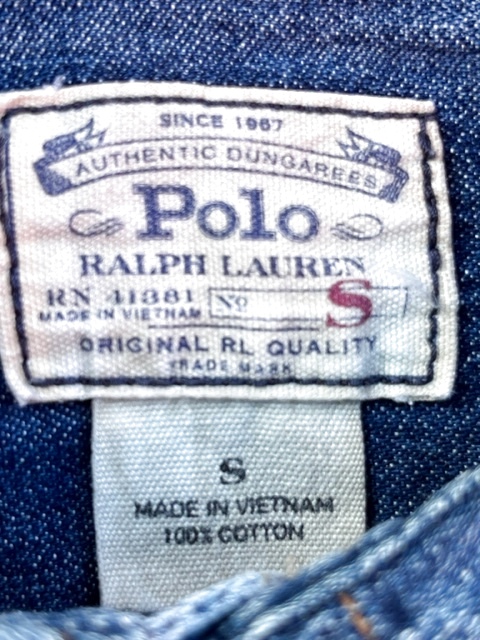 SINCE 1967
AUTHENTIC DUNGAREES
Polo
RALPH LAUREN
RN 41381 No S
MADE IN VIETNAM
ORIGINAL RL QUALITY
TRADE MARK
S
MADE IN VIETNAM
100% COTTON